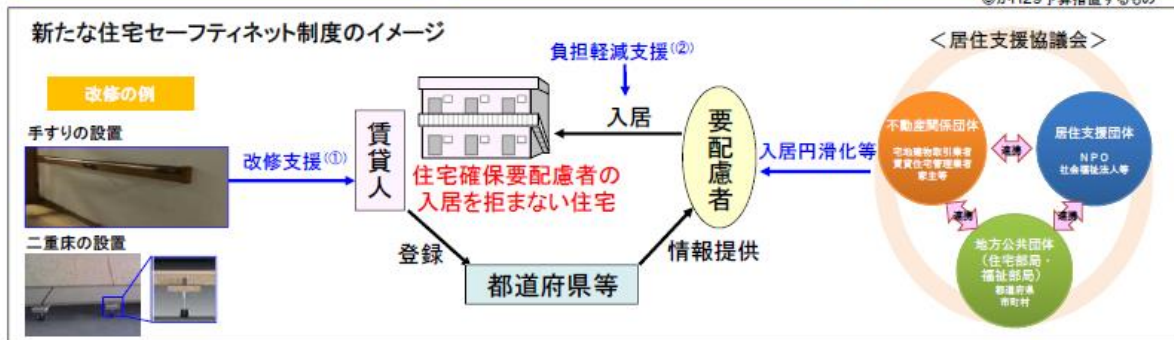 新たな住宅セーフティネット制度のイメージ
改修の例
手すりの設置
二重床の設置
改修支援(①)
賃貸人
負担軽減支援(②)
入居
住宅確保要配慮者の
入居を拒まない住宅
登録
都道府県等
情報提供
要配慮者
入居円滑化等
＜居住支援協議会＞
不動産関係団体
宅地建物取引業者
賃貸住宅管理業者
家主等
連携
居住支援団体
NPO
社会福祉法人等
連携
連携
地方公共団体
(住宅部局・
福祉部局)
都道府県
市町村